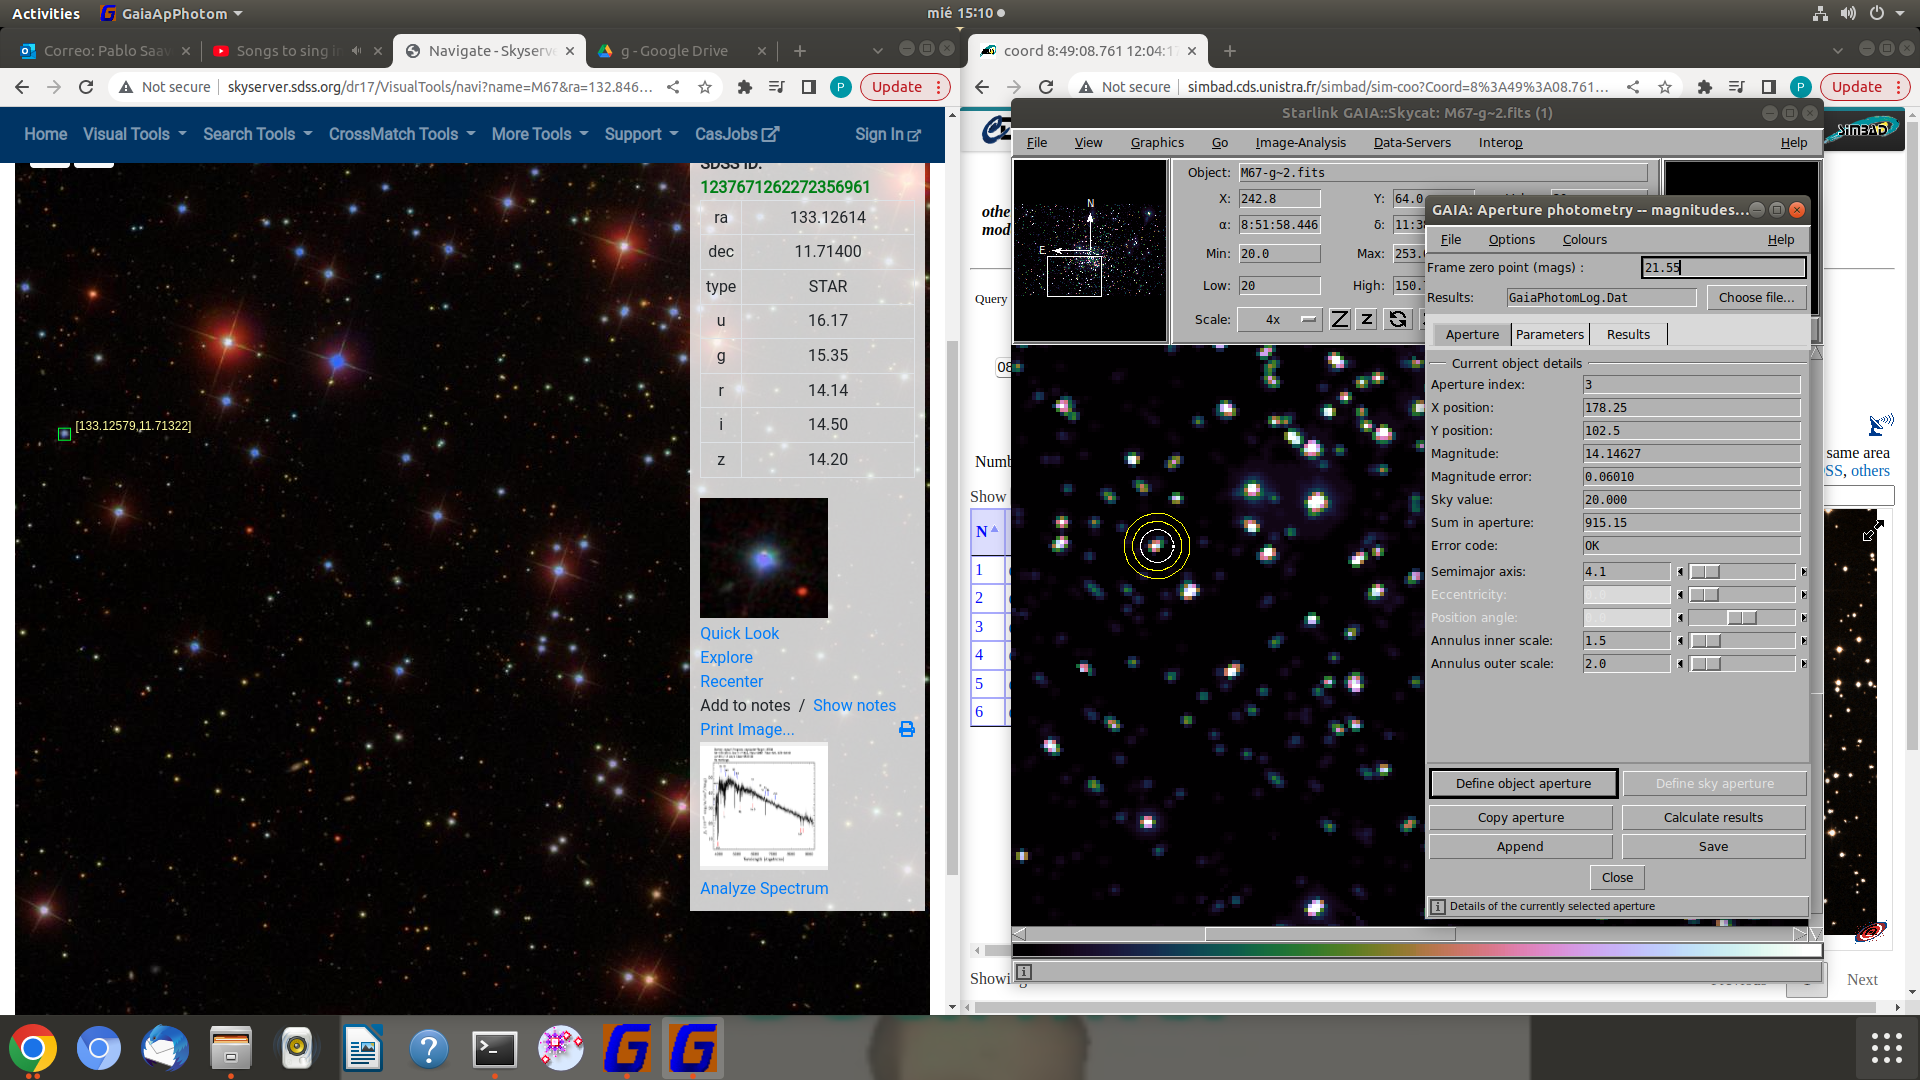 Activities
GaiaApPhotom
mié 15:10
Correo: Pablo Saav
Songs to sing in
Navigate - Skyserve
g - Google Drive
coord 8:49:08.761 12:04:17
Not secure
skyserver.sdss.org/dr17/VisualTools/navi?name=M67&ra=132.846...
P
Update
Not secure
simbad.cds.unistra.fr/simbad/sim-coo?Coord=8%3A49%3A08.761...
P
Update
Home
Visual Tools
Search Tools
CrossMatch Tools
More Tools
Support
CasJobs
Sign In
SDSS ID:
1237671262272356961
ra 133.12614
dec 11.71400
type STAR
u 16.17
g 15.35
r 14.14
i 14.50
z 14.20
[133.12579,11.71322]
Quick Look
Explore
Recenter
Add to notes / Show notes
Print Image...
Analyze Spectrum
SIMBAD
othe
mod
Query
08
Numb
Show
N
1
2
3
4
5
6
Showing
same area
SS, others
Next
Starlink GAIA::Skycat: M67-g~2.fits (1)
File View Graphics Go Image-Analysis Data-Servers Interop Help
Object: M67-g~2.fits
X: 242.8 Y: 64.0
α: 8:51:58.446 δ: 11:3
Min: 20.0 Max: 253.
Low: 20 High: 150.
Scale: 4x Z z
N
E
GAIA: Aperture photometry -- magnitudes...
File Options Colours Help
Frame zero point (mags) : 21.55
Results: GaiaPhotomLog.Dat Choose file...
Aperture Parameters Results
Current object details
Aperture index: 3
X position: 178.25
Y position: 102.5
Magnitude: 14.14627
Magnitude error: 0.06010
Sky value: 20.000
Sum in aperture: 915.15
Error code: OK
Semimajor axis: 4.1
Eccentricity: 0.0
Position angle: 0.0
Annulus inner scale: 1.5
Annulus outer scale: 2.0
Define object aperture Define sky aperture
Copy aperture Calculate results
Append Save
Close
Details of the currently selected aperture